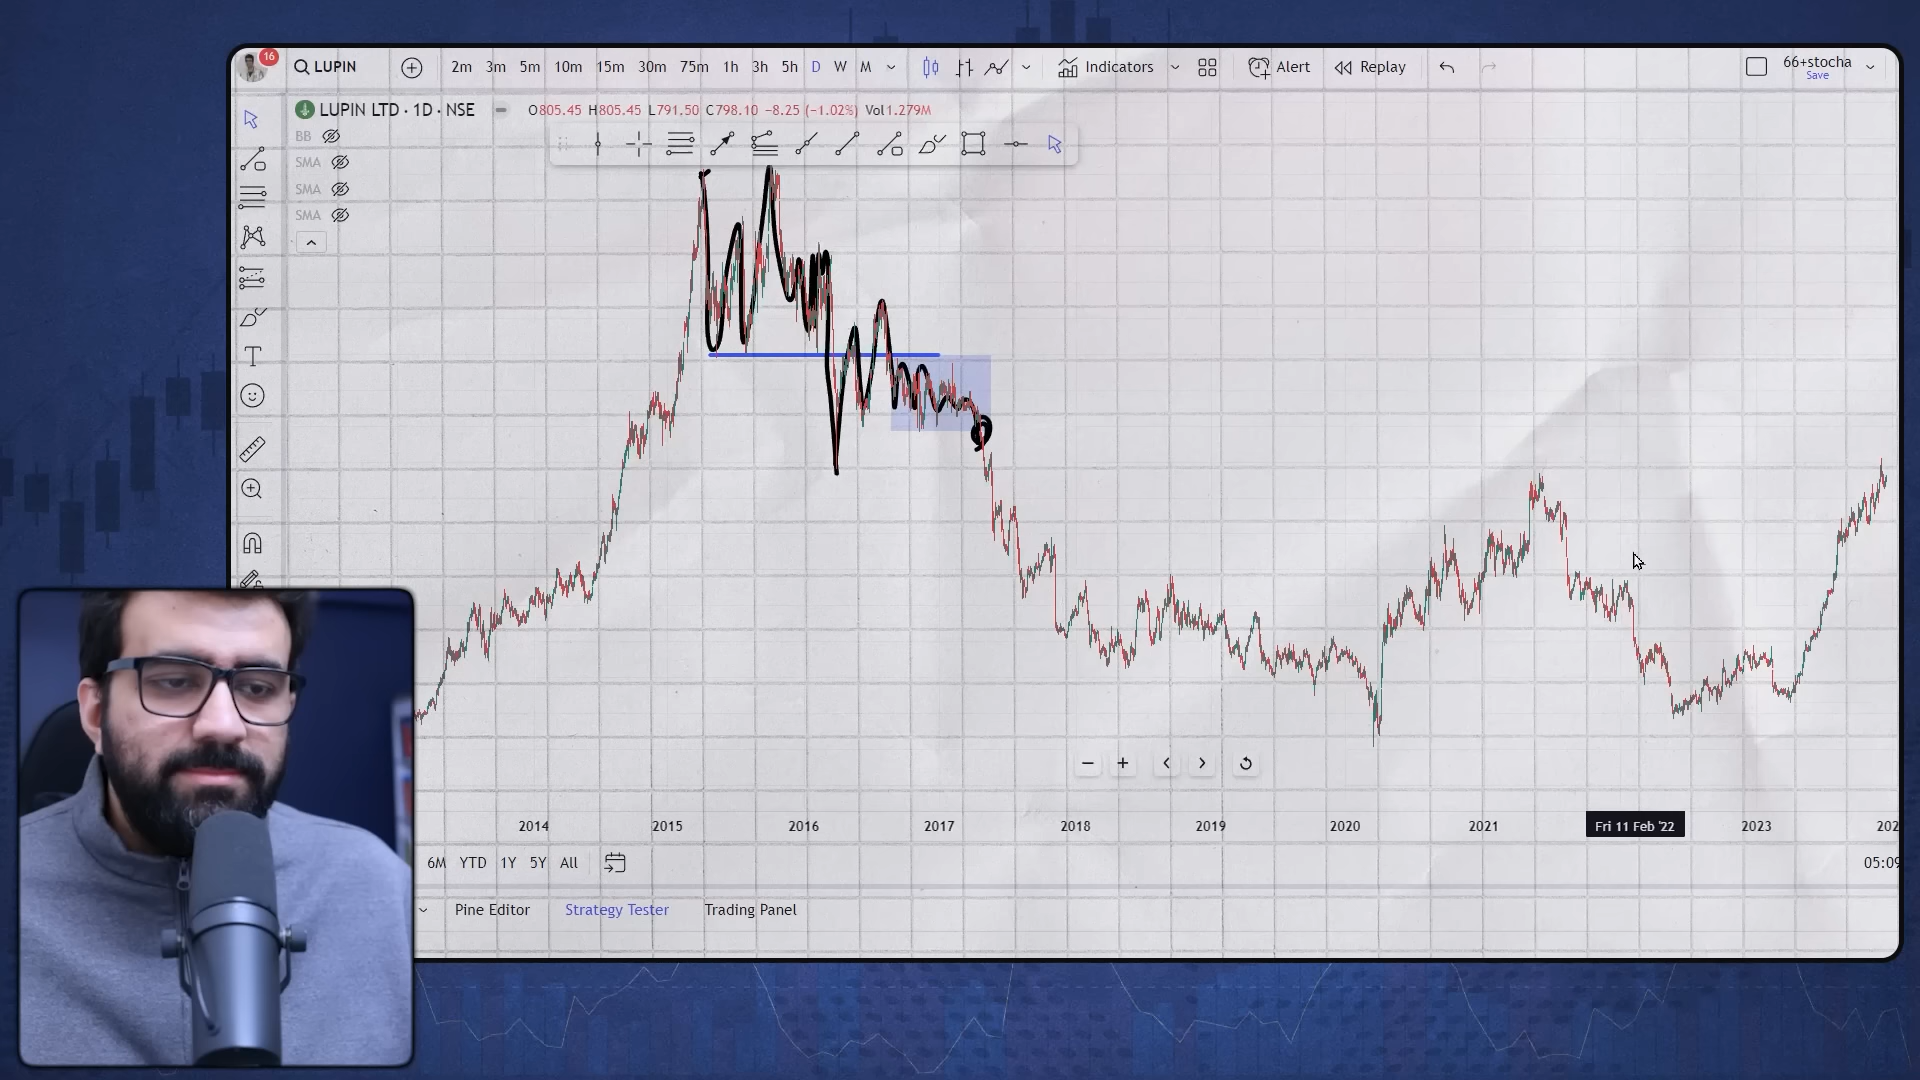 16
LUPIN
2m 3m 5m 10m 15m 30m 75m 1h 3h 5h D W M
Indicators
Alert
Replay
66+stocha
Save
LUPIN LTD · 1D · NSE
O805.45 H805.45 L791.50 C798.10 −8.25 (−1.02%) Vol1.279M
BB
SMA
SMA
SMA
2014 2015 2016 2017 2018 2019 2020 2021 Fri 11 Feb '22 2023 202
6M YTD 1Y 5Y All
05:09
Pine Editor Strategy Tester Trading Panel